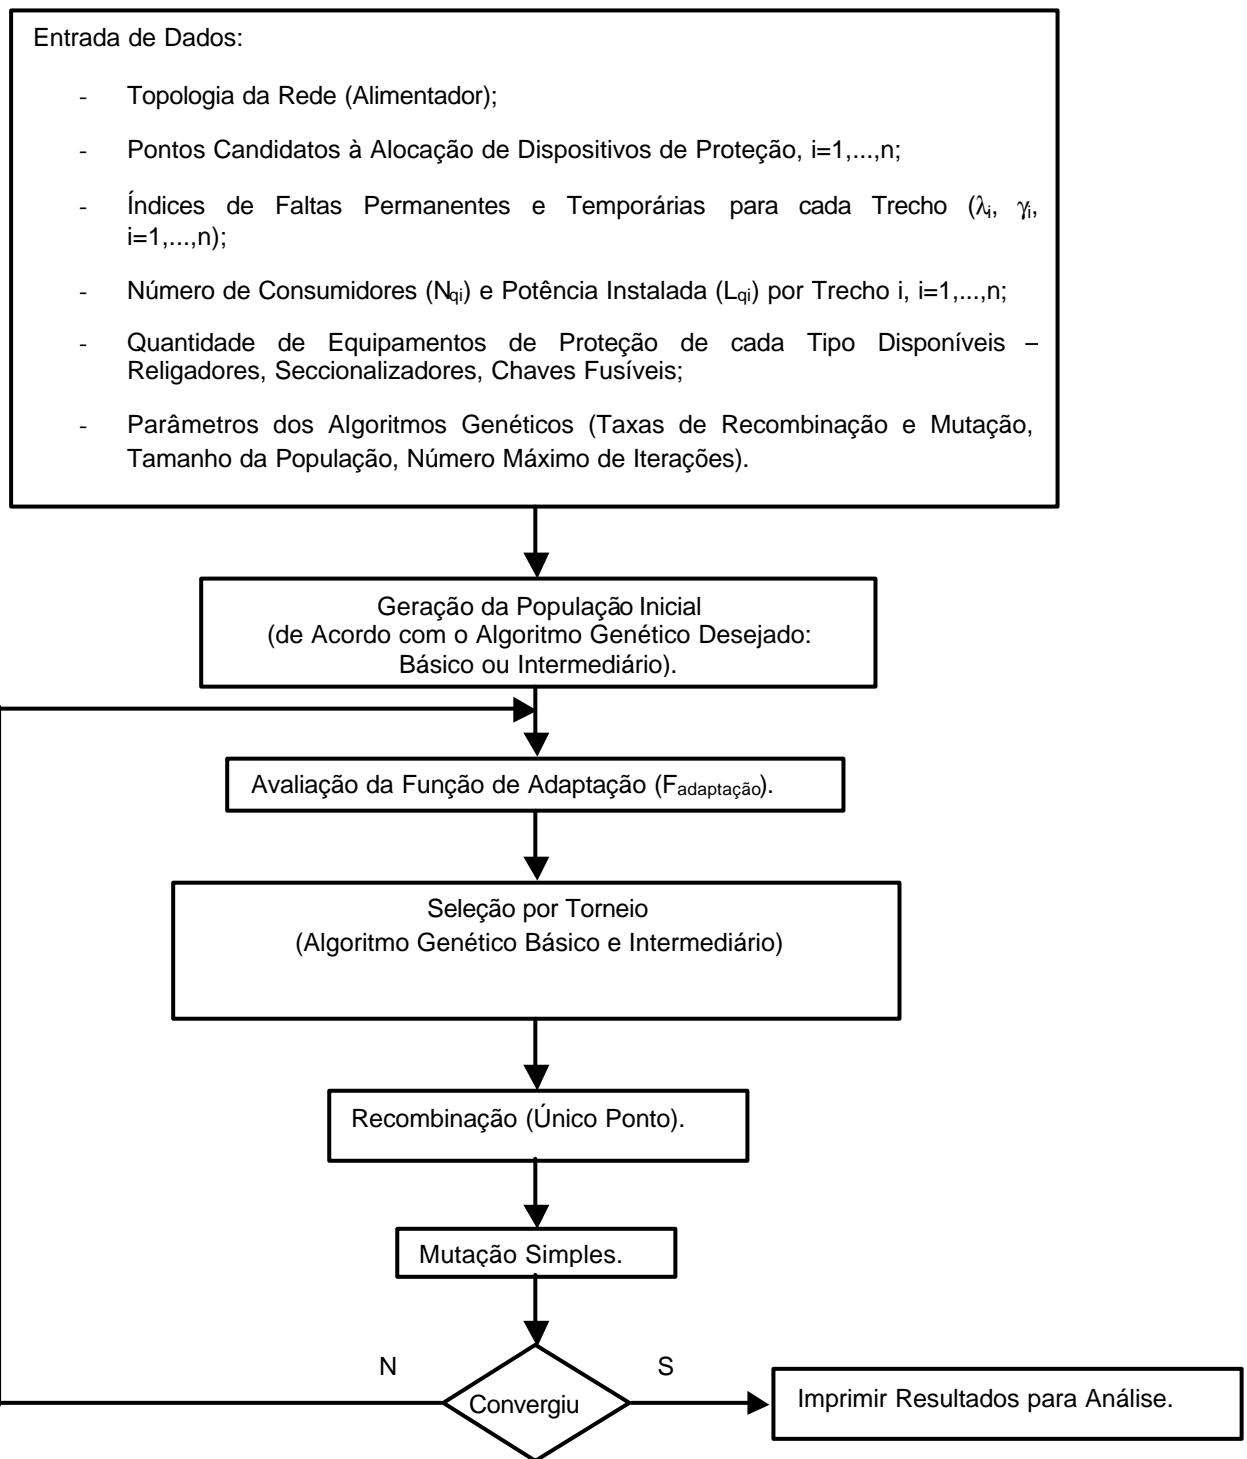 Entrada de Dados:
- Topologia da Rede (Alimentador);
- Pontos Candidatos à Alocação de Dispositivos de Proteção, i=1,...,n;
- Índices de Faltas Permanentes e Temporárias para cada Trecho (λi, γi,
i=1,...,n);
- Número de Consumidores (Nqi) e Potência Instalada (Lqi) por Trecho i, i=1,...,n;
- Quantidade de Equipamentos de Proteção de cada Tipo Disponíveis –
Religadores, Seccionalizadores, Chaves Fusíveis;
- Parâmetros dos Algoritmos Genéticos (Taxas de Recombinação e Mutação,
Tamanho da População, Número Máximo de Iterações).
Geração da População Inicial
(de Acordo com o Algoritmo Genético Desejado:
Básico ou Intermediário).
Avaliação da Função de Adaptação (Fadaptação).
Seleção por Torneio
(Algoritmo Genético Básico e Intermediário)
Recombinação (Único Ponto).
Mutação Simples.
N
S
Convergiu
Imprimir Resultados para Análise.